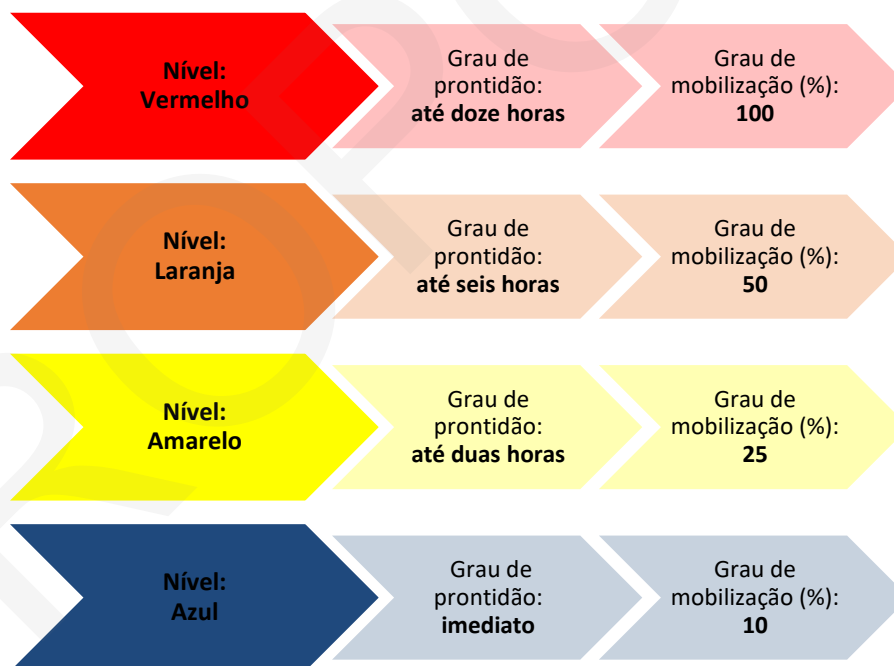 Nível:
Vermelho
Grau de
prontidão:
até doze horas
Grau de
mobilização (%):
100
Nível:
Laranja
Grau de
prontidão:
até seis horas
Grau de
mobilização (%):
50
Nível:
Amarelo
Grau de
prontidão:
até duas horas
Grau de
mobilização (%):
25
Nível:
Azul
Grau de
prontidão:
imediato
Grau de
mobilização (%):
10